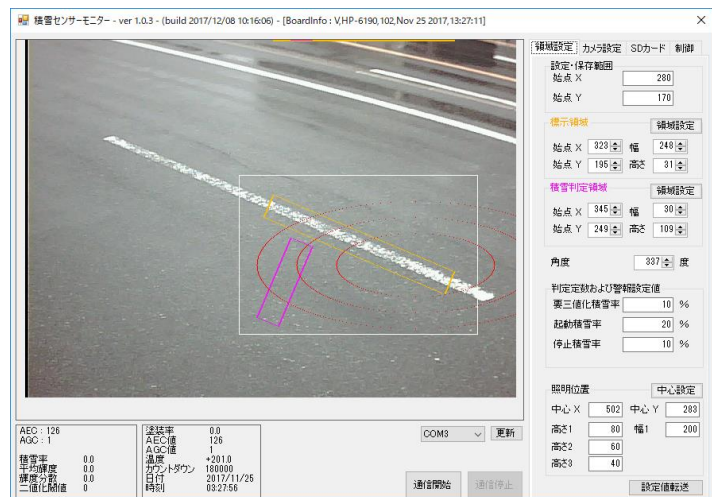 積雪センサーモニター - ver 1.0.3 - (build 2017/12/08 10:16:06) - [BoardInfo : V,HP-6190,102,Nov 25 2017,13:27:11]
領域設定 カメラ設定 SDカード 制御
設定・保存範囲
始点 X 280
始点 Y 170
標示領域 領域設定
始点 X 323 幅 248
始点 Y 195 高さ 31
積雪判定領域 領域設定
始点 X 345 幅 30
始点 Y 249 高さ 109
角度 337 度
判定定数および警報設定値
要三値化積雪率 10 %
起動積雪率 20 %
停止積雪率 10 %
照明位置 中心設定
中心 X 502 中心 Y 283
高さ1 80 幅1 200
高さ2 60
高さ3 40
設定値転送
AEC : 126
AGC : 1
積雪率 0.0
平均輝度 0.0
輝度分散 0.0
二値化閾値 0
塗装率 0.0
AEC値 126
AGC値 1
温度 +201.0
カウントダウン 180000
日付 2017/11/25
時刻 03:27:56
COM3 更新
通信開始 通信停止